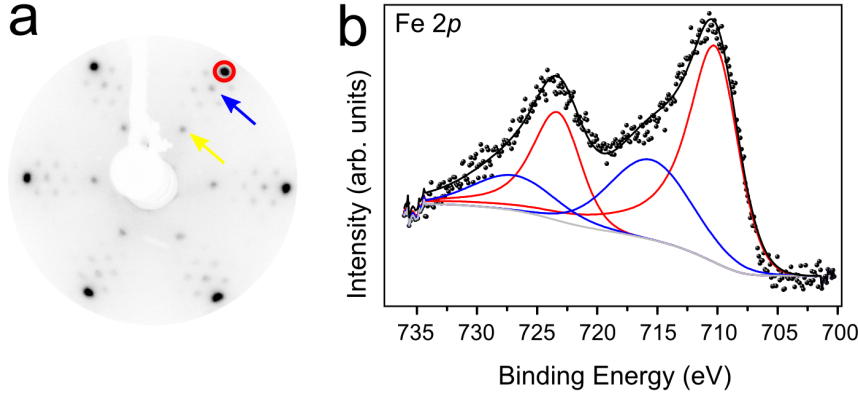 a
b
Fe 2p
Intensity (arb. units)
735 730 725 720 715 710 705 700
Binding Energy (eV)